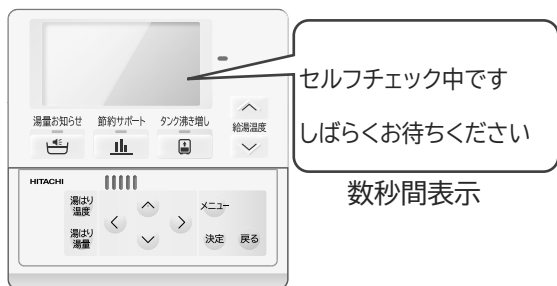 セルフチェック中です
しばらくお待ちください
数秒間表示
湯量お知らせ 節約サポート タンク沸き増し
給湯温度
HITACHI
湯はり
温度
メニュー
湯はり
湯量
決定 戻る